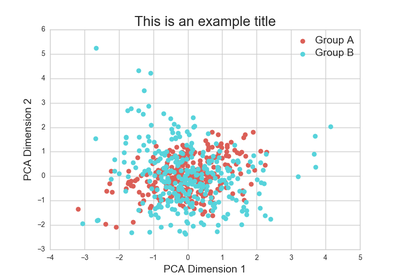 This is an example title
Group A
Group B
PCA Dimension 2
6
5
4
3
2
1
0
−1
−2
−3
−4 −3 −2 −1 0 1 2 3 4 5
PCA Dimension 1